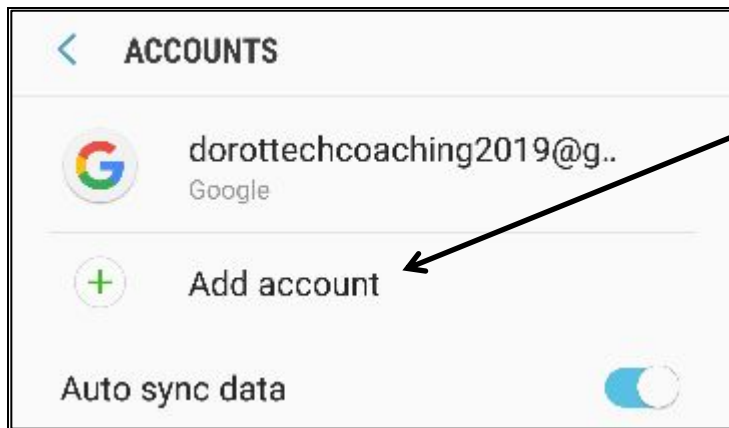 ACCOUNTS
dorottechcoaching2019@g..
Google
Add account
Auto sync data